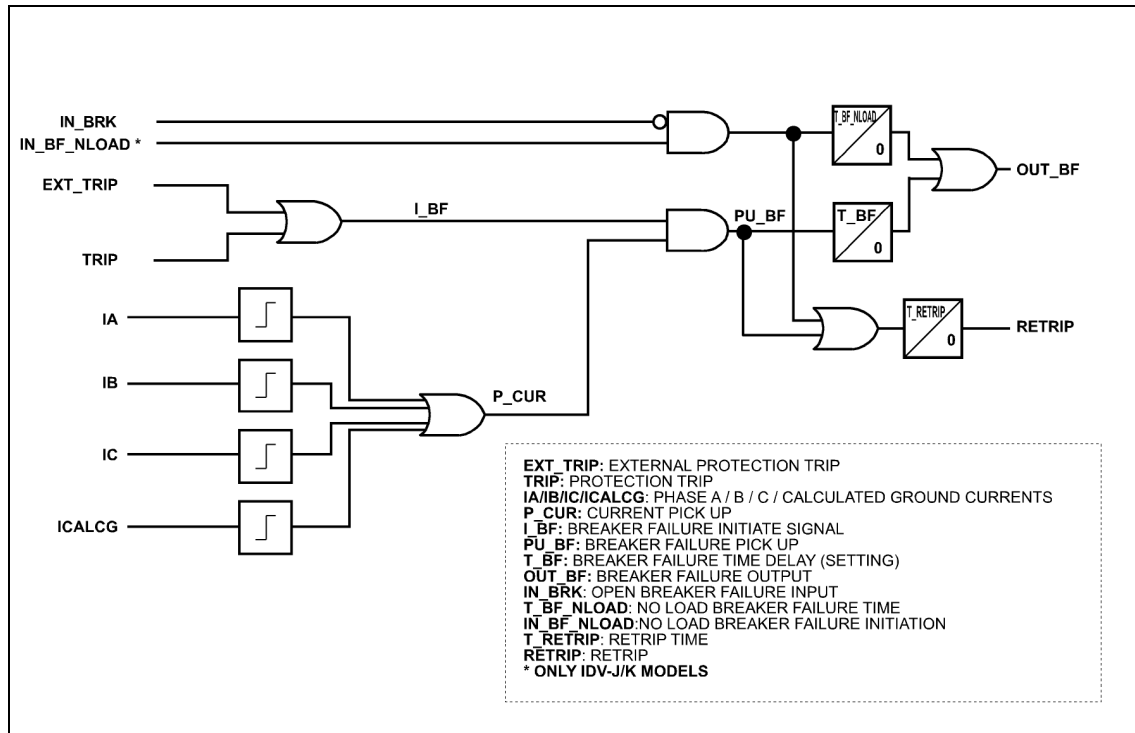 IN_BRK
IN_BF_NLOAD *
EXT_TRIP
TRIP
I_BF
PU_BF
T_BF_NLOAD
0
OUT_BF
T_BF
0
T_RETRIP
0
RETRIP
IA
IB
IC
ICALCG
P_CUR
EXT_TRIP: EXTERNAL PROTECTION TRIP
TRIP: PROTECTION TRIP
IA/IB/IC/ICALCG: PHASE A / B / C / CALCULATED GROUND CURRENTS
P_CUR: CURRENT PICK UP
I_BF: BREAKER FAILURE INITIATE SIGNAL
PU_BF: BREAKER FAILURE PICK UP
T_BF: BREAKER FAILURE TIME DELAY (SETTING)
OUT_BF: BREAKER FAILURE OUTPUT
IN_BRK: OPEN BREAKER FAILURE INPUT
T_BF_NLOAD: NO LOAD BREAKER FAILURE TIME
IN_BF_NLOAD:NO LOAD BREAKER FAILURE INITIATION
T_RETRIP: RETRIP TIME
RETRIP: RETRIP
* ONLY IDV-J/K MODELS